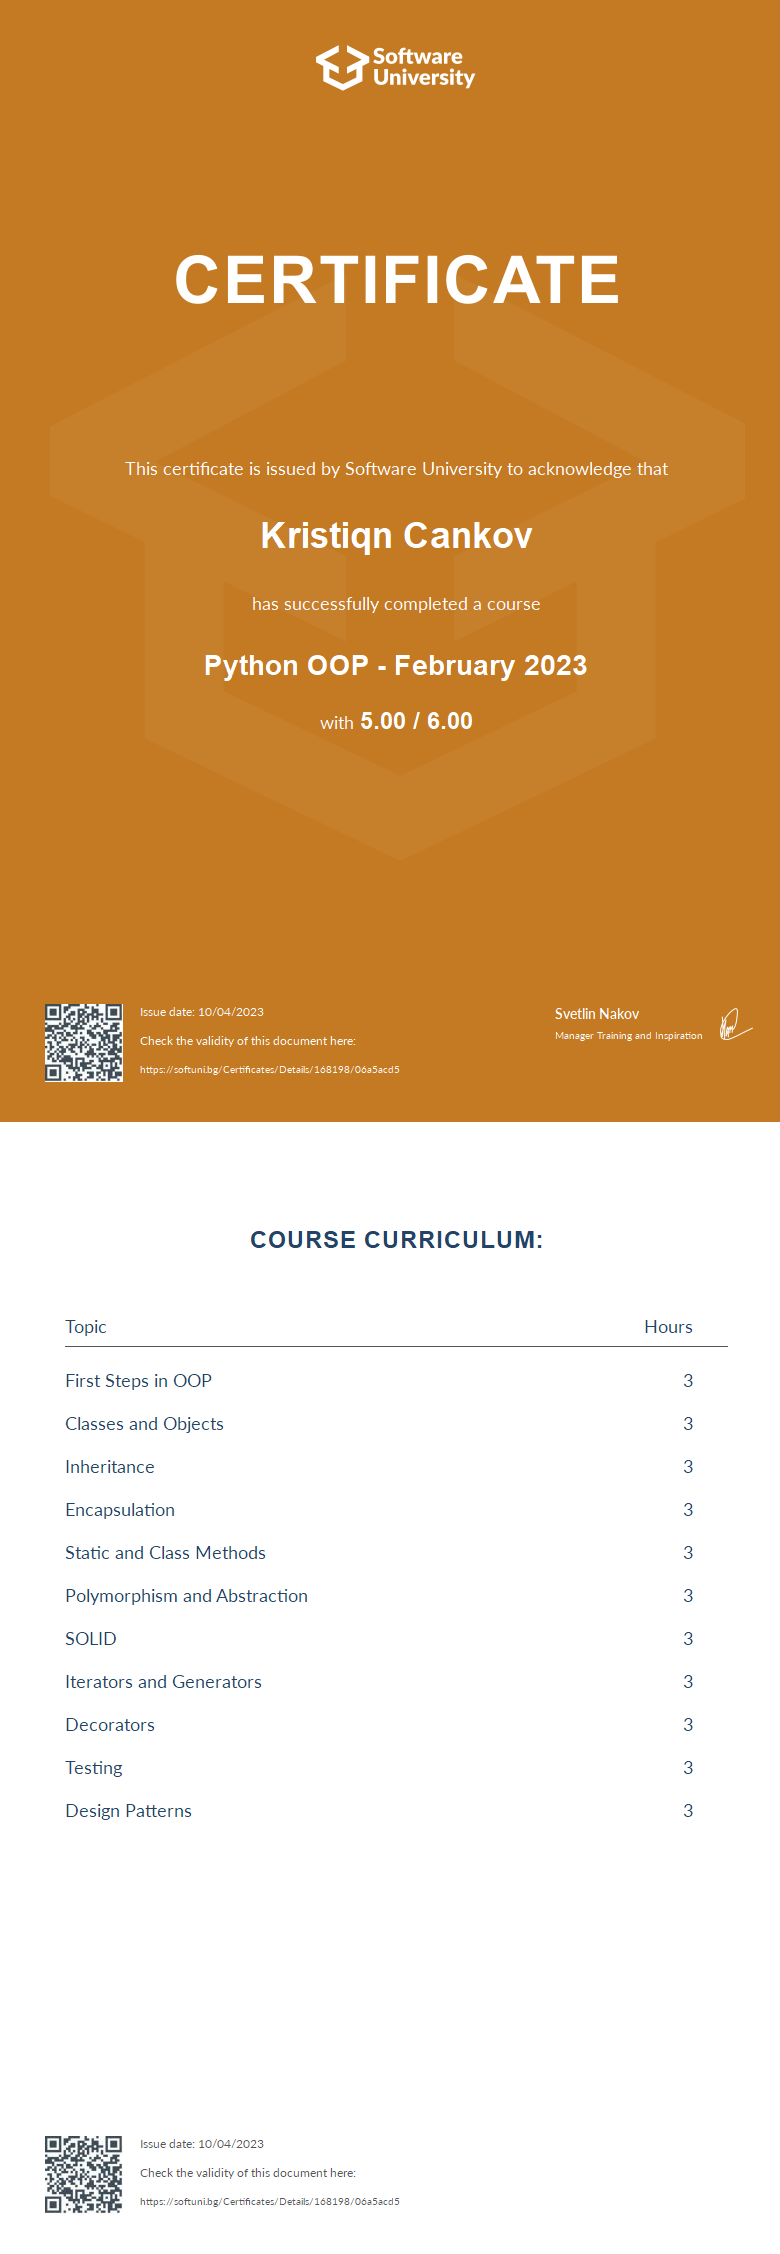 Software
University
CERTIFICATE
This certificate is issued by Software University to acknowledge that
Kristiqn Cankov
has successfully completed a course
Python OOP - February 2023
with 5.00 / 6.00
Issue date: 10/04/2023
Check the validity of this document here:
https://softuni.bg/Certificates/Details/168198/06a5acd5
Svetlin Nakov
Manager Training and Inspiration
COURSE CURRICULUM:
Topic Hours
First Steps in OOP 3
Classes and Objects 3
Inheritance 3
Encapsulation 3
Static and Class Methods 3
Polymorphism and Abstraction 3
SOLID 3
Iterators and Generators 3
Decorators 3
Testing 3
Design Patterns 3
Issue date: 10/04/2023
Check the validity of this document here:
https://softuni.bg/Certificates/Details/168198/06a5acd5